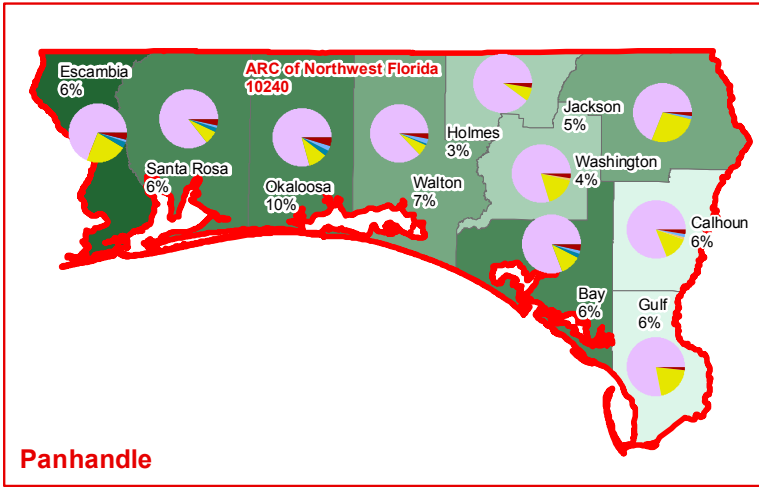 Escambia
6%
ARC of Northwest Florida
10240
Santa Rosa
6%
Okaloosa
10%
Walton
7%
Holmes
3%
Jackson
5%
Washington
4%
Calhoun
6%
Bay
6%
Gulf
6%
Panhandle